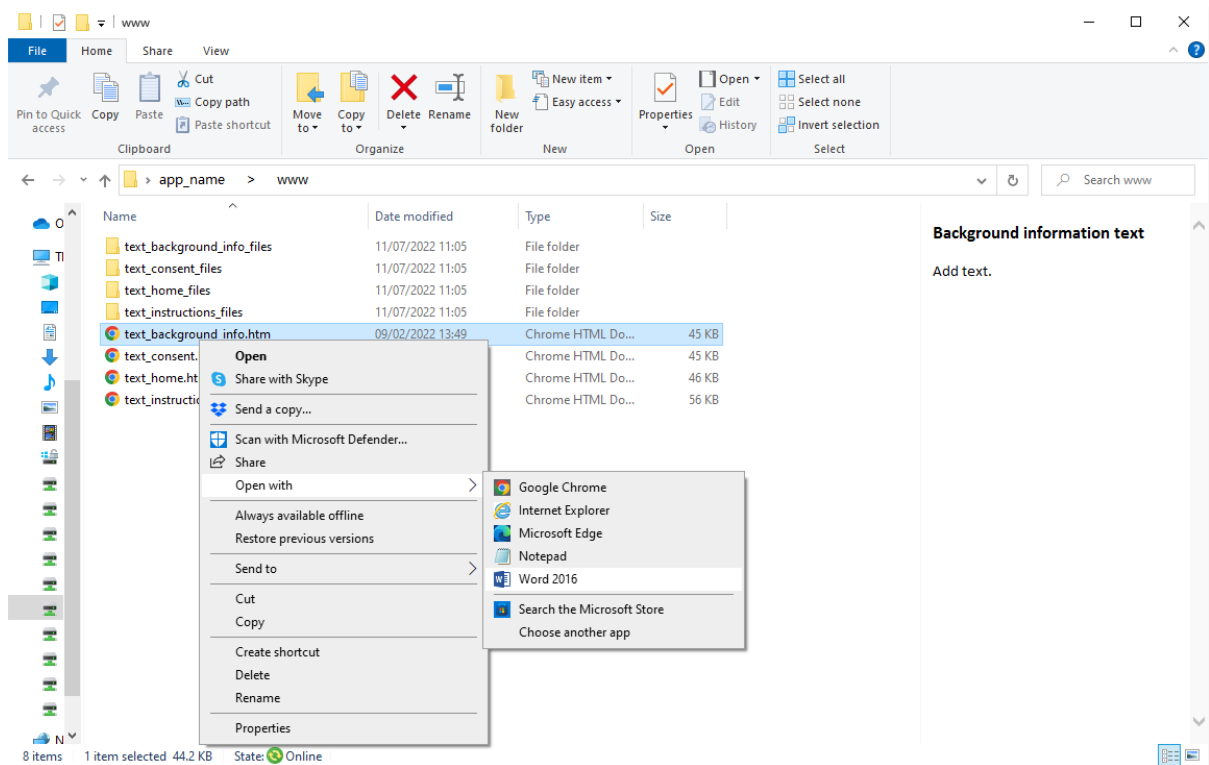 www
File Home Share View
Pin to Quick access
Copy
Paste
Cut
Copy path
Paste shortcut
Move to
Copy to
Delete
Rename
New folder
New item
Easy access
Properties
Open
Edit
History
Select all
Select none
Invert selection
Clipboard Organize New Open Select
app_name > www
Search www
Name Date modified Type Size
O
text_background_info_files 11/07/2022 11:05 File folder
text_consent_files 11/07/2022 11:05 File folder
text_home_files 11/07/2022 11:05 File folder
text_instructions_files 11/07/2022 11:05 File folder
text_background_info.htm 09/02/2022 13:49 Chrome HTML Do... 45 KB
text_consent. Chrome HTML Do... 45 KB
text_home.ht Chrome HTML Do... 46 KB
text_instructio Chrome HTML Do... 56 KB
Background information text
Add text.
Open
Share with Skype
Send a copy...
Scan with Microsoft Defender...
Share
Open with
Always available offline
Restore previous versions
Send to
Cut
Copy
Create shortcut
Delete
Rename
Properties
Google Chrome
Internet Explorer
Microsoft Edge
Notepad
Word 2016
Search the Microsoft Store
Choose another app
N
8 items 1 item selected 44.2 KB State: Online